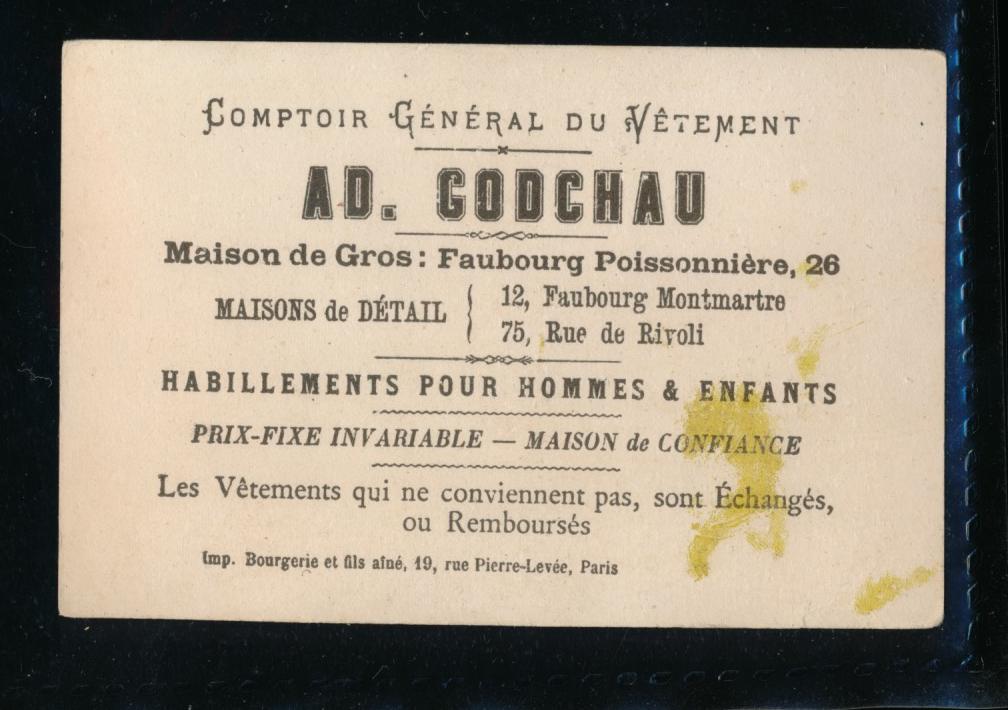 COMPTOIR GÉNÉRAL DU VÊTEMENT
AD. GODCHAU
Maison de Gros: Faubourg Poissonnière, 26
MAISONS de DÉTAIL { 12, Faubourg Montmartre
75, Rue de Rivoli
HABILLEMENTS POUR HOMMES & ENFANTS
PRIX-FIXE INVARIABLE — MAISON de CONFIANCE
Les Vêtements qui ne conviennent pas, sont Échangés,
ou Remboursés
Imp. Bourgerie et fils aîné, 19, rue Pierre-Levée, Paris